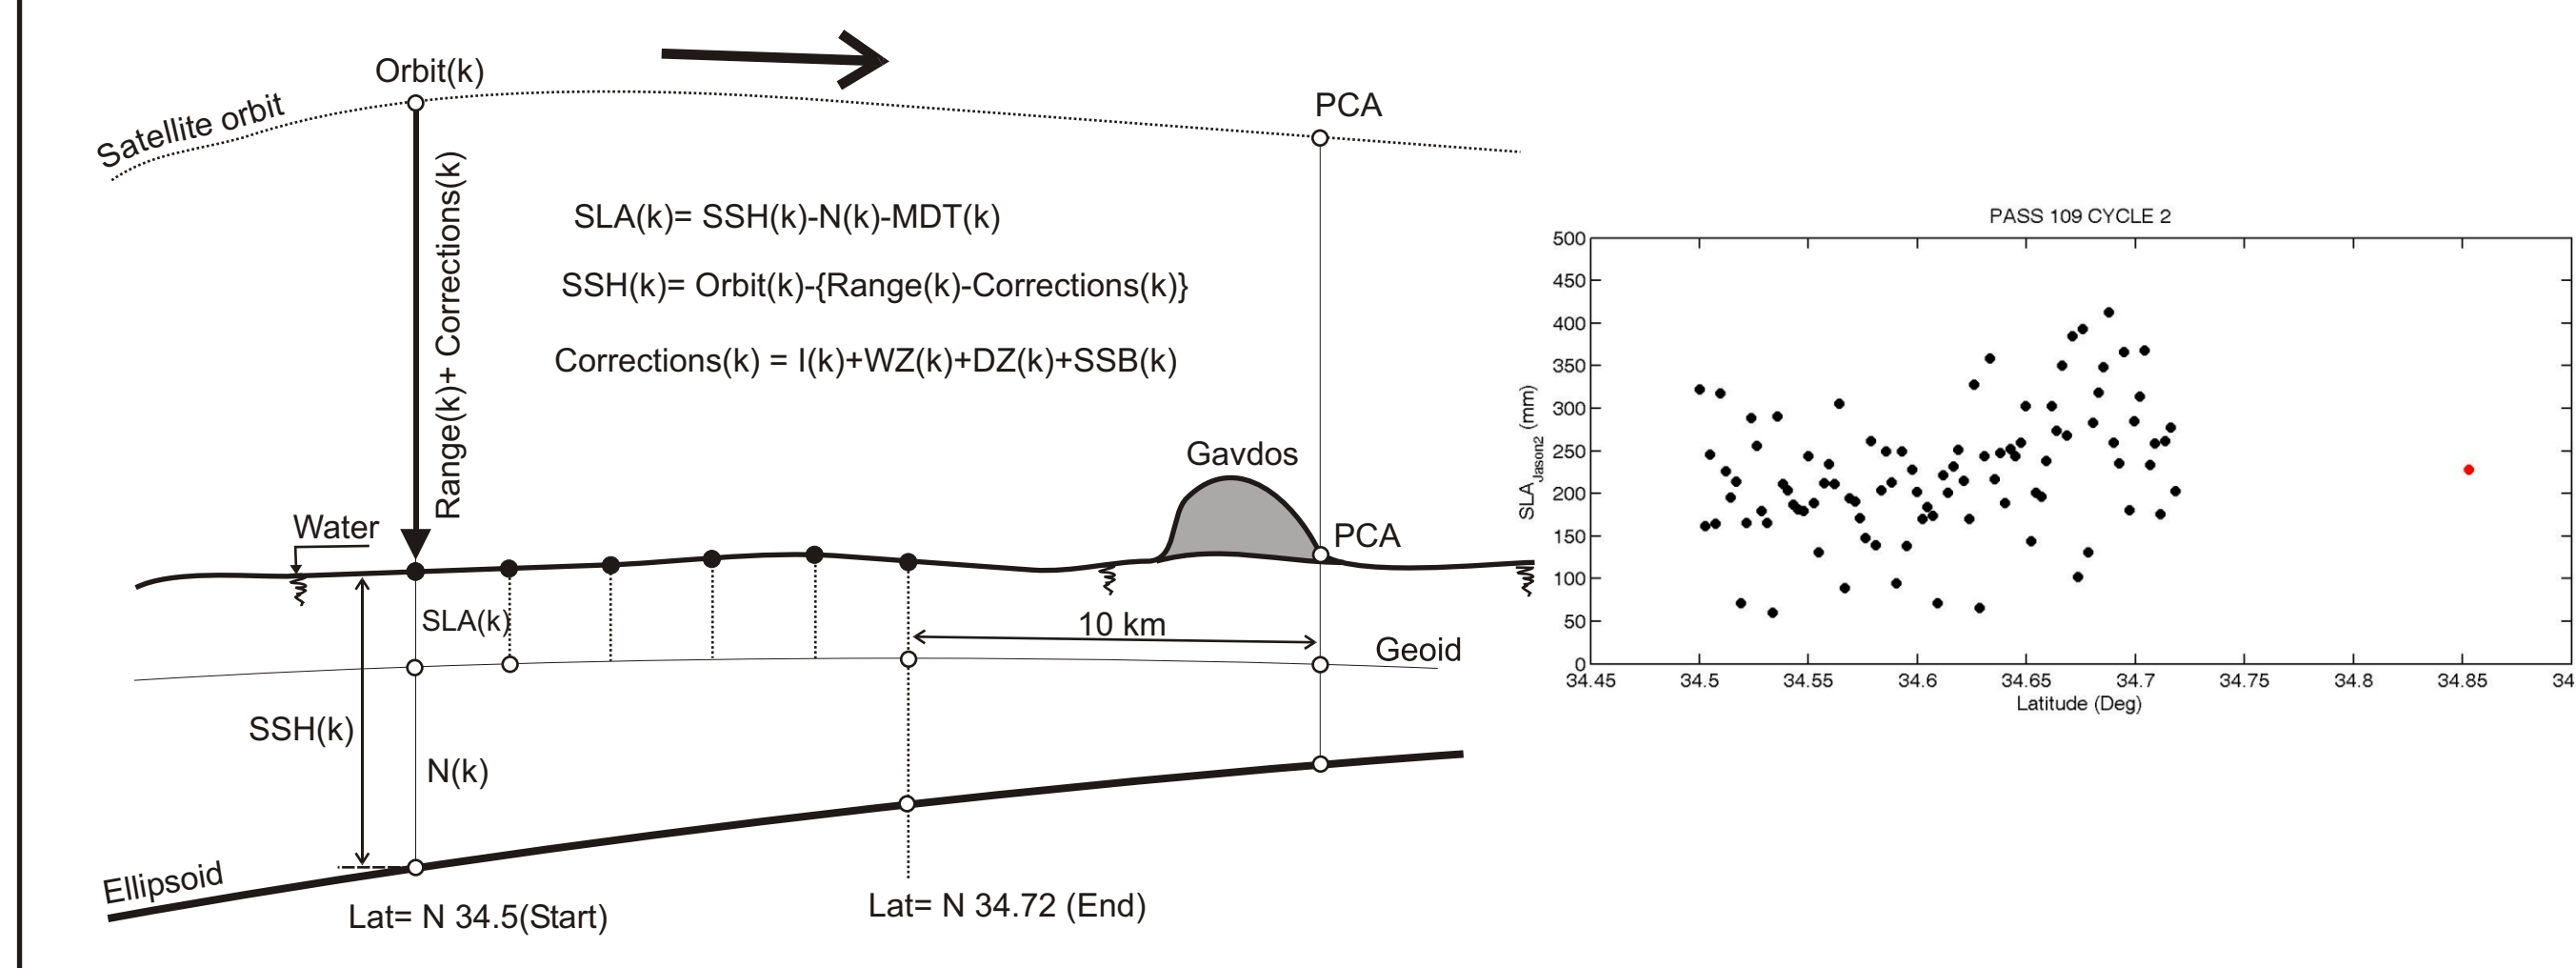 Orbit(k)
Satellite orbit
PCA
Range(k)+ Corrections(k)
SLA(k)= SSH(k)-N(k)-MDT(k)
SSH(k)= Orbit(k)-{Range(k)-Corrections(k)}
Corrections(k) = I(k)+WZ(k)+DZ(k)+SSB(k)
Gavdos
Water
PCA
SLA(k)
10 km
Geoid
SSH(k)
N(k)
Ellipsoid
Lat= N 34.5(Start)
Lat= N 34.72 (End)
PASS 109 CYCLE 2
500
450
400
350
300
250
200
150
100
50
0
SLA Jason2 (mm)
34.45 34.5 34.55 34.6 34.65 34.7 34.75 34.8 34.85 34
Latitude (Deg)